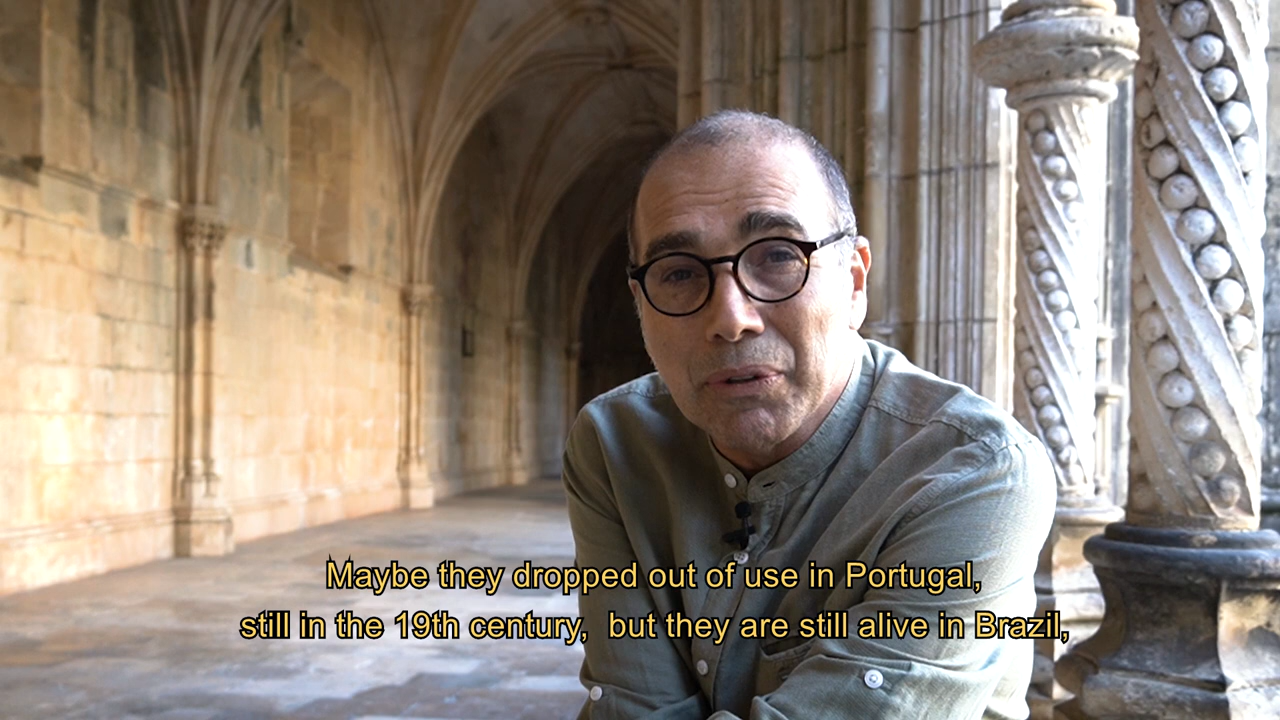 Maybe they dropped out of use in Portugal,
still in the 19th century,  but they are still alive in Brazil,